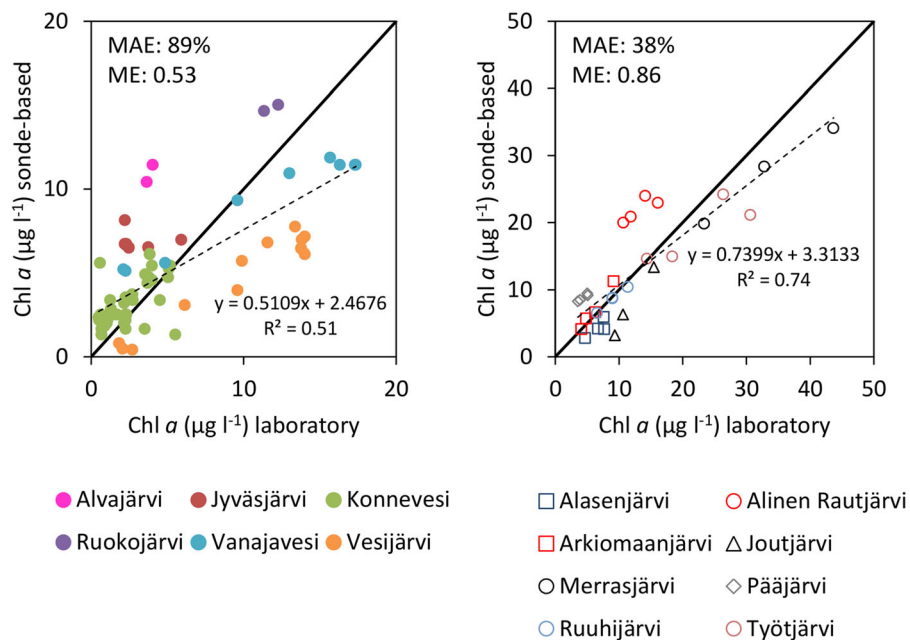 MAE: 89%
ME: 0.53
20
10
0
0
10
20
y = 0.5109x + 2.4676
R² = 0.51
Chl a (µg l⁻¹) sonde-based
Chl a (µg l⁻¹) laboratory
MAE: 38%
ME: 0.86
50
40
30
20
10
0
0
10
20
30
40
50
y = 0.7399x + 3.3133
R² = 0.74
Chl a (µg l⁻¹) sonde-based
Chl a (µg l⁻¹) laboratory
Alvajärvi Jyväsjärvi Konnevesi
Ruokojärvi Vanajavesi Vesijärvi
Alasenjärvi Alinen Rautjärvi
Arkiomaanjärvi Joutjärvi
Merrasjärvi Pääjärvi
Ruuhijärvi Työtjärvi